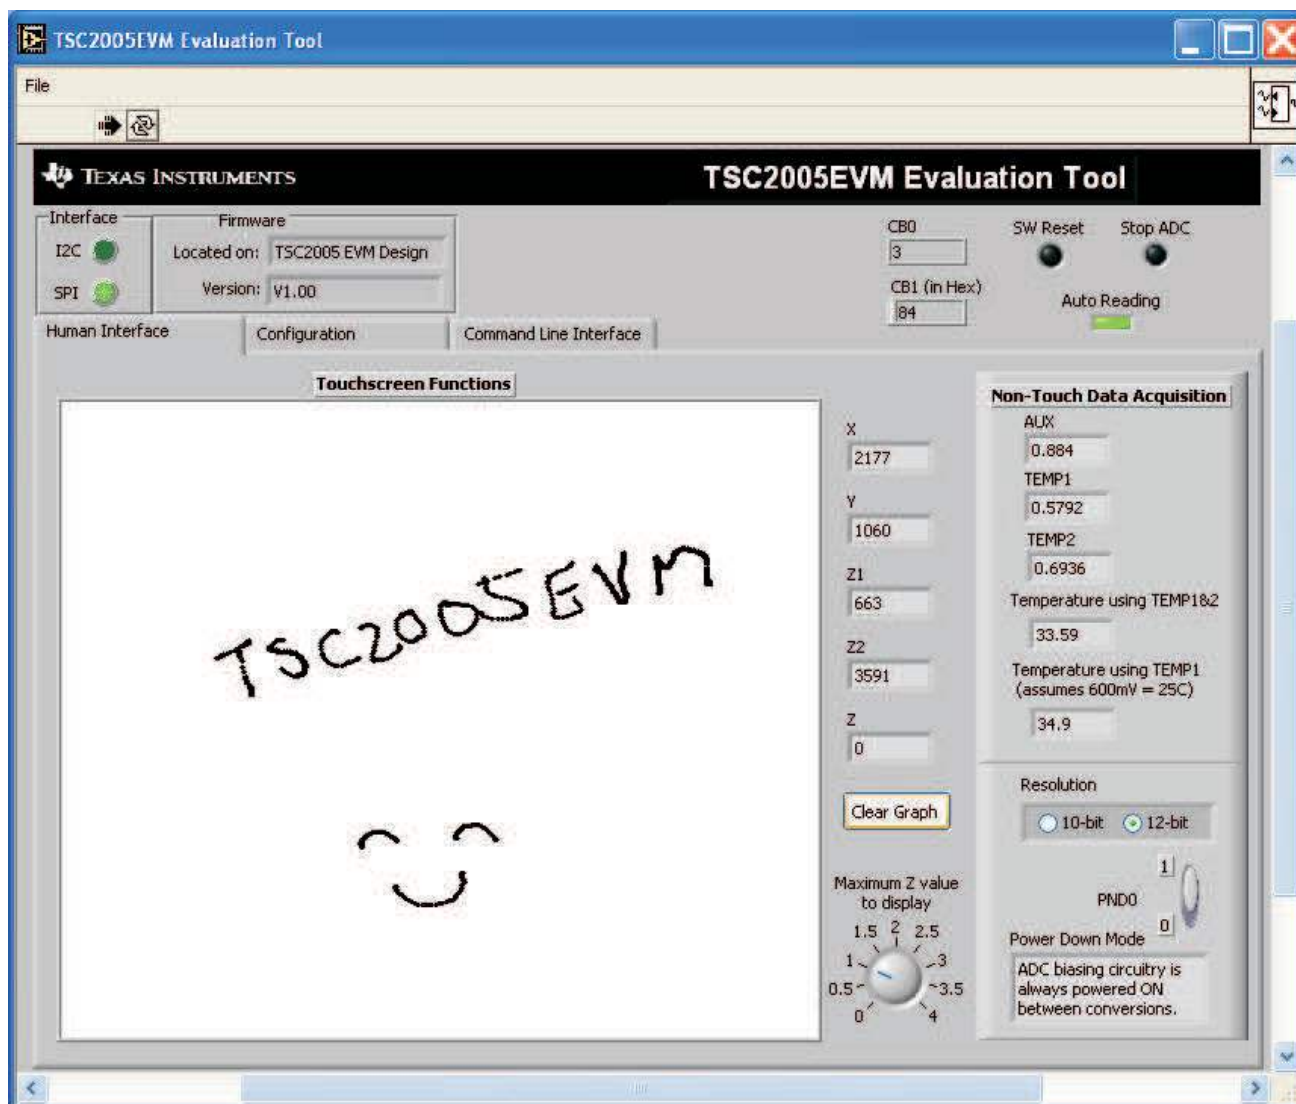 TSC2005EVM Evaluation Tool
File
TEXAS INSTRUMENTS TSC2005EVM Evaluation Tool
Interface Firmware CB0 SW Reset Stop ADC
I2C Located on: TSC2005 EVM Design 3
SPI Version: V1.00 CB1 (in Hex) Auto Reading
84
Human Interface Configuration Command Line Interface
Touchscreen Functions
TSC2005EVM
X
2177
Y
1060
Z1
663
Z2
3591
Z
0
Clear Graph
Maximum Z value
to display
1.5 2 2.5
1 3
0.5 3.5
0 4
Non-Touch Data Acquisition
AUX
0.884
TEMP1
0.5792
TEMP2
0.6936
Temperature using TEMP1&2
33.59
Temperature using TEMP1
(assumes 600mV = 25C)
34.9
Resolution
10-bit 12-bit
1
PND0
0
Power Down Mode
ADC biasing circuitry is
always powered ON
between conversions.